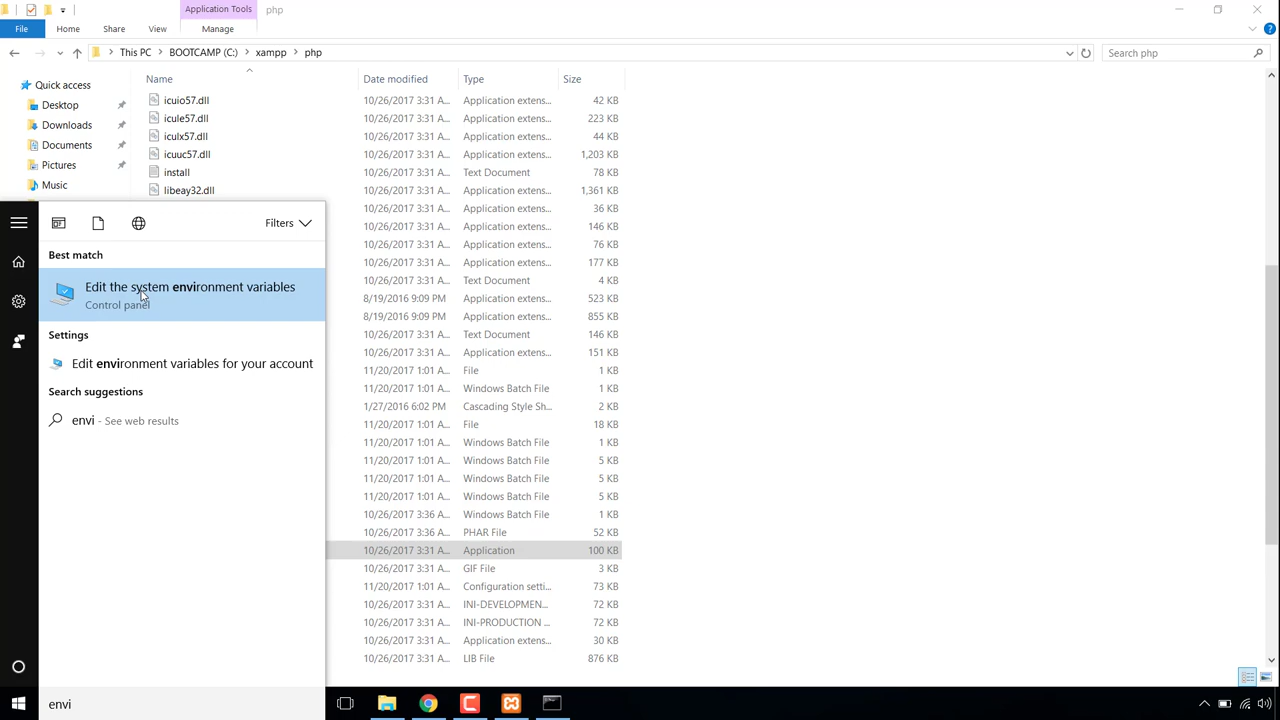 Application Tools
php
File
Home
Share
View
Manage
This PC
BOOTCAMP (C:)
xampp
php
Search php
Name
Date modified
Type
Size
Quick access
Desktop
Downloads
Documents
Pictures
Music
icuio57.dll 10/26/2017 3:31 A... Application extens... 42 KB
icule57.dll 10/26/2017 3:31 A... Application extens... 223 KB
iculx57.dll 10/26/2017 3:31 A... Application extens... 44 KB
icuuc57.dll 10/26/2017 3:31 A... Application extens... 1,203 KB
install 10/26/2017 3:31 A... Text Document 78 KB
libeay32.dll 10/26/2017 3:31 A... Application extens... 1,361 KB
10/26/2017 3:31 A... Application extens... 36 KB
10/26/2017 3:31 A... Application extens... 146 KB
10/26/2017 3:31 A... Application extens... 76 KB
10/26/2017 3:31 A... Application extens... 177 KB
10/26/2017 3:31 A... Text Document 4 KB
8/19/2016 9:09 PM Application extens... 523 KB
8/19/2016 9:09 PM Application extens... 855 KB
10/26/2017 3:31 A... Text Document 146 KB
10/26/2017 3:31 A... Application extens... 151 KB
11/20/2017 1:01 A... File 1 KB
11/20/2017 1:01 A... Windows Batch File 1 KB
1/27/2016 6:02 PM Cascading Style Sh... 2 KB
11/20/2017 1:01 A... File 18 KB
11/20/2017 1:01 A... Windows Batch File 1 KB
11/20/2017 1:01 A... Windows Batch File 5 KB
11/20/2017 1:01 A... Windows Batch File 5 KB
11/20/2017 1:01 A... Windows Batch File 5 KB
10/26/2017 3:36 A... Windows Batch File 1 KB
10/26/2017 3:36 A... PHAR File 52 KB
10/26/2017 3:31 A... Application 100 KB
10/26/2017 3:31 A... GIF File 3 KB
11/20/2017 1:01 A... Configuration setti... 73 KB
10/26/2017 3:31 A... INI-DEVELOPMEN... 72 KB
10/26/2017 3:31 A... INI-PRODUCTION ... 72 KB
10/26/2017 3:31 A... Application extens... 30 KB
10/26/2017 3:31 A... LIB File 876 KB
Filters
Best match
Edit the system environment variables
Control panel
Settings
Edit environment variables for your account
Search suggestions
envi - See web results
envi